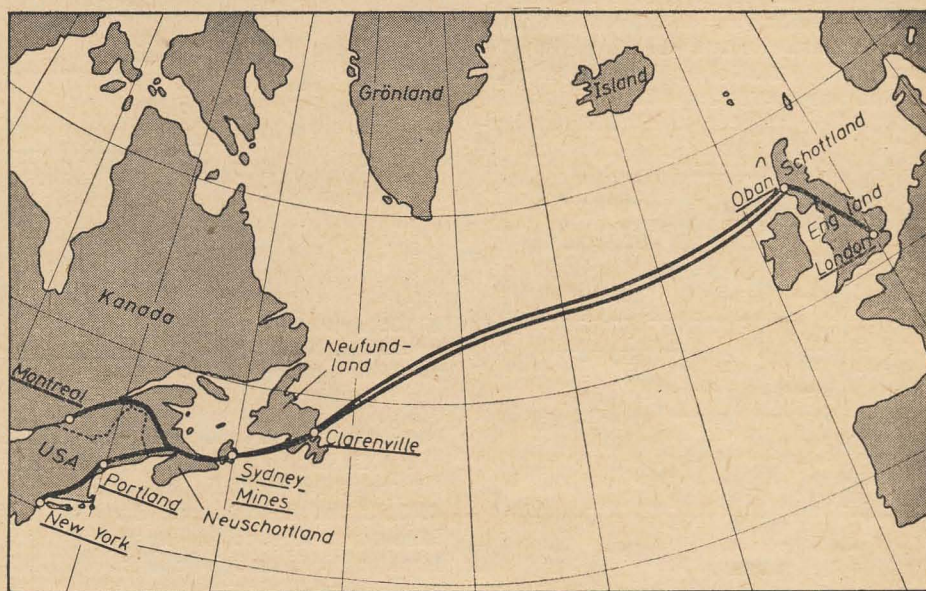 Grönland
Island
Schottland
Oban
England
London
Kanada
Neufund-
land
Montreal
Clarenville
USA
Sydney
Mines
Portland
Neuschottland
New York